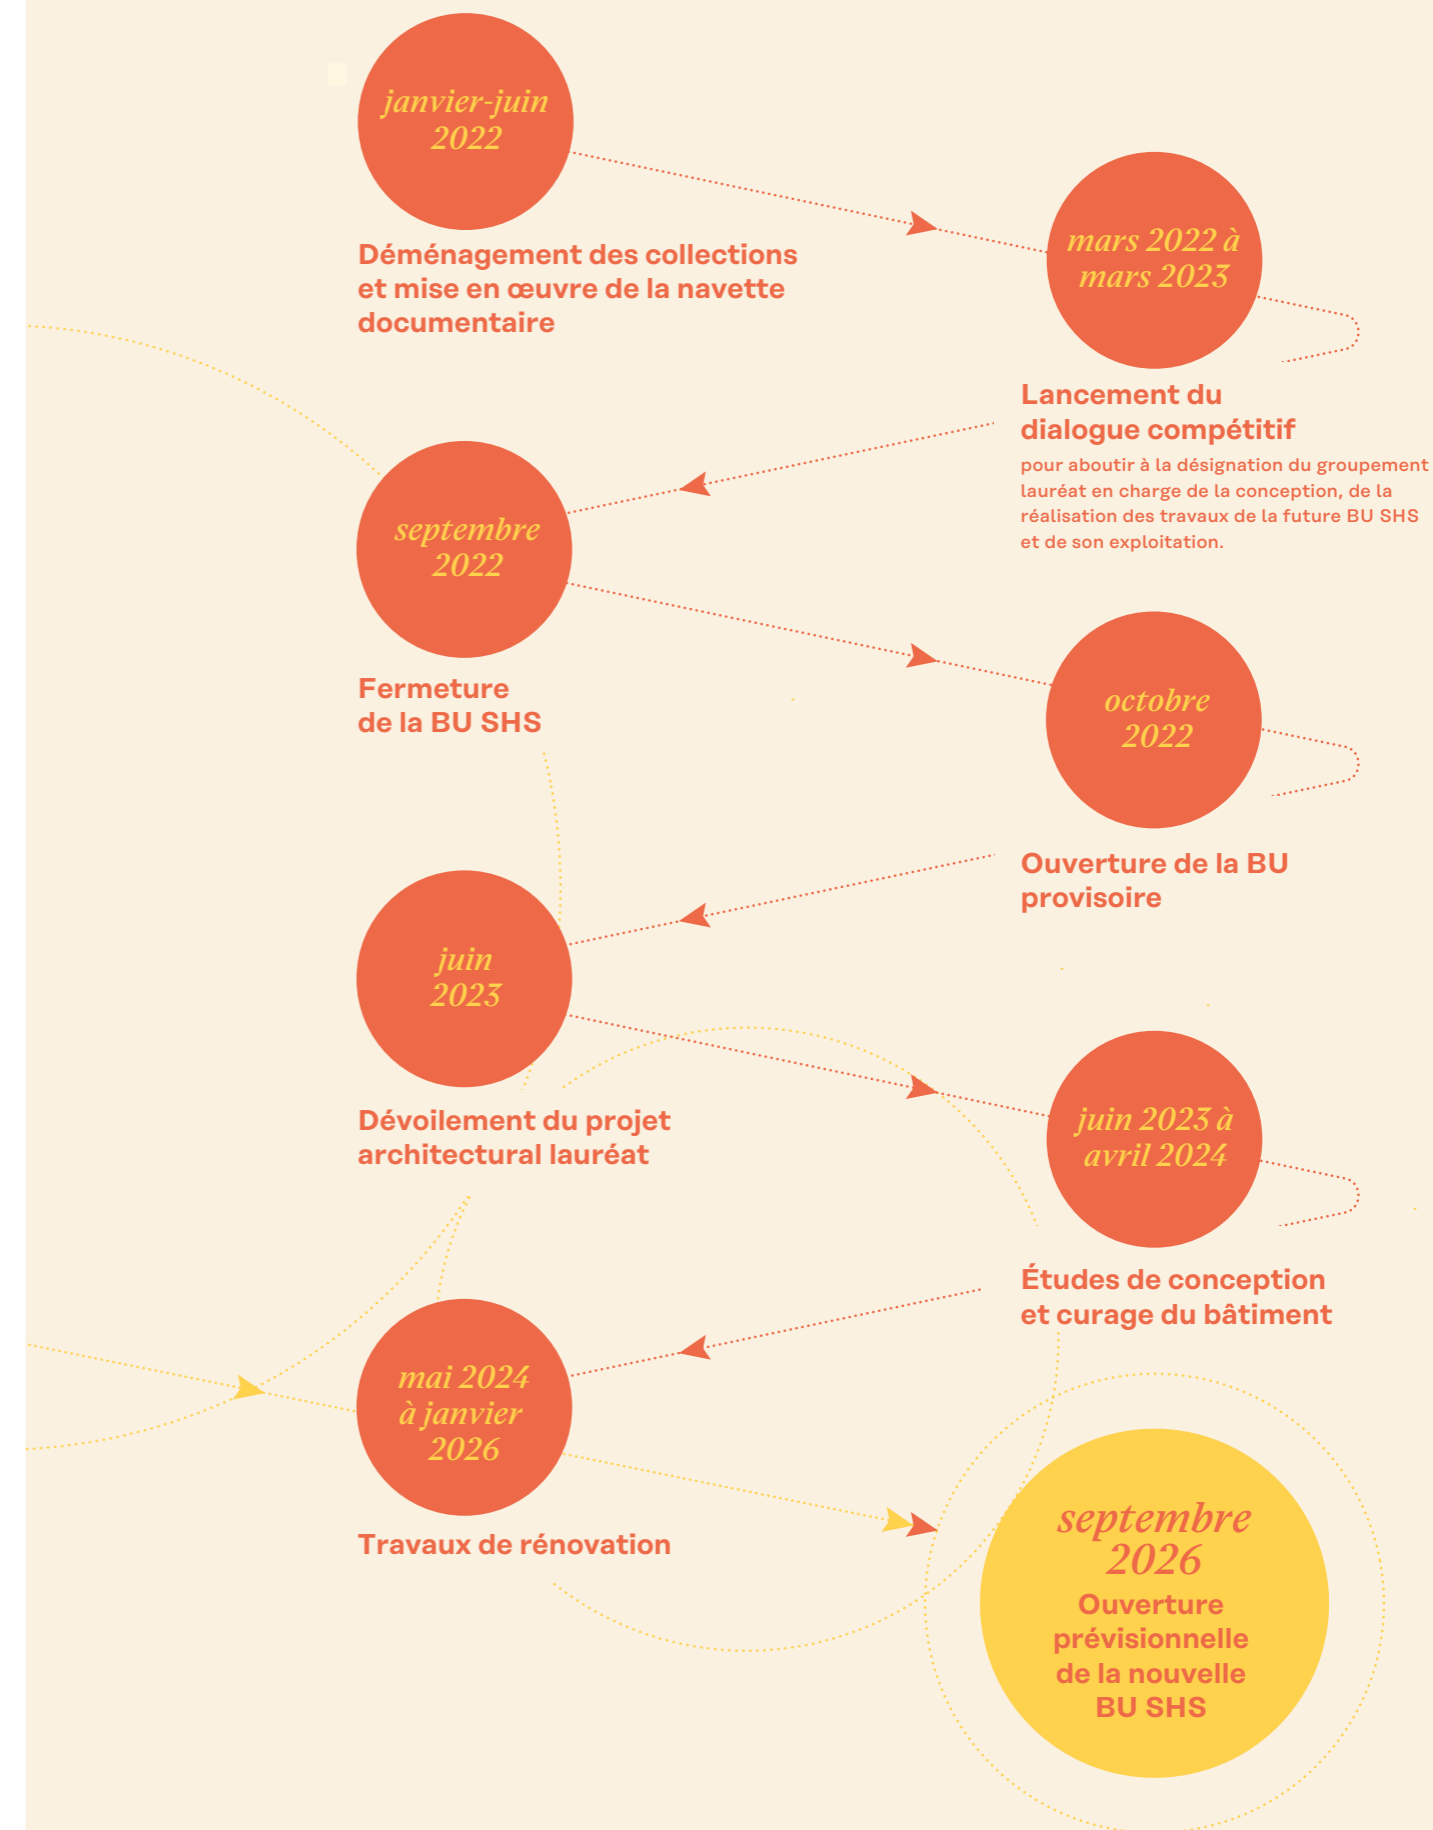 janvier-juin
2022
Déménagement des collections
et mise en œuvre de la navette
documentaire
mars 2022 à
mars 2023
Lancement du
dialogue compétitif
pour aboutir à la désignation du groupement
lauréat en charge de la conception, de la
réalisation des travaux de la future BU SHS
et de son exploitation.
septembre
2022
Fermeture
de la BU SHS
octobre
2022
Ouverture de la BU
provisoire
juin
2023
Dévoilement du projet
architectural lauréat
juin 2023 à
avril 2024
Études de conception
et curage du bâtiment
mai 2024
à janvier
2026
Travaux de rénovation
septembre
2026
Ouverture
prévisionnelle
de la nouvelle
BU SHS